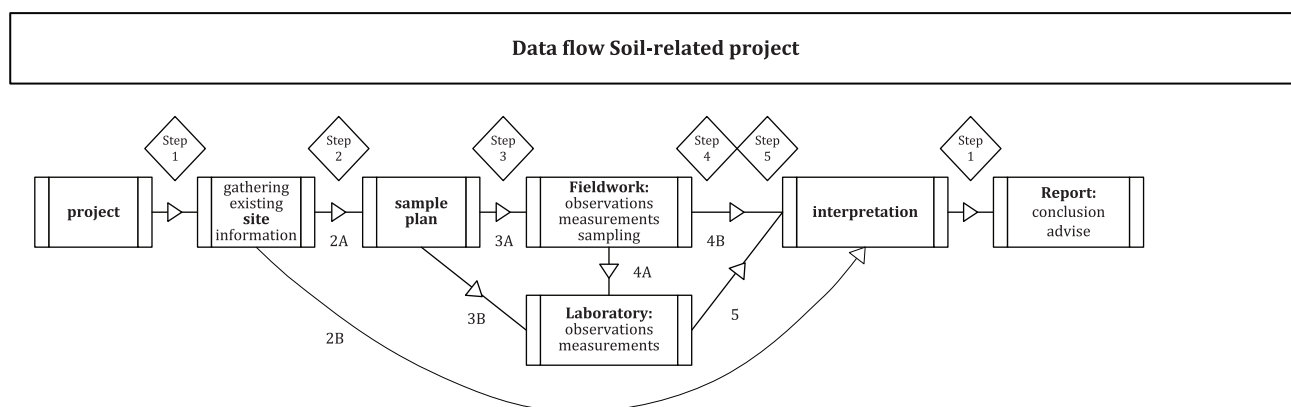 Data flow Soil-related project
Step
1
Step
2
Step
3
Step
4
Step
5
Step
1
project
gathering
existing
site
information
2A
sample
plan
3A
Fieldwork:
observations
measurements
sampling
4B
interpretation
Report:
conclusion
advise
4A
3B
Laboratory:
observations
measurements
5
2B